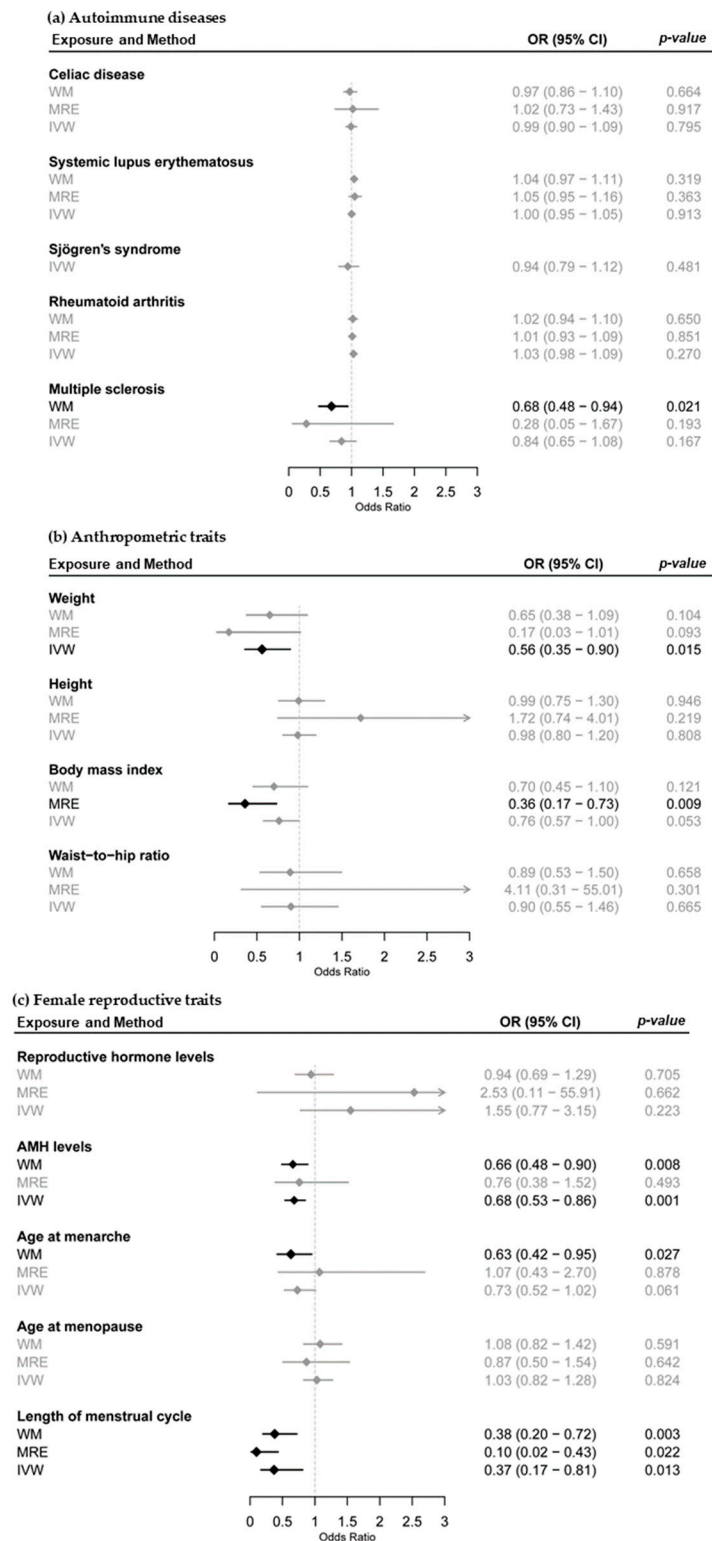 (a) Autoimmune diseases
Exposure and Method OR (95% CI) p-value
Celiac disease
WM 0.97 (0.86 − 1.10) 0.664
MRE 1.02 (0.73 − 1.43) 0.917
IVW 0.99 (0.90 − 1.09) 0.795
Systemic lupus erythematosus
WM 1.04 (0.97 − 1.11) 0.319
MRE 1.05 (0.95 − 1.16) 0.363
IVW 1.00 (0.95 − 1.05) 0.913
Sjögren's syndrome
IVW 0.94 (0.79 − 1.12) 0.481
Rheumatoid arthritis
WM 1.02 (0.94 − 1.10) 0.650
MRE 1.01 (0.93 − 1.09) 0.851
IVW 1.03 (0.98 − 1.09) 0.270
Multiple sclerosis
WM 0.68 (0.48 − 0.94) 0.021
MRE 0.28 (0.05 − 1.67) 0.193
IVW 0.84 (0.65 − 1.08) 0.167
0 0.5 1 1.5 2 2.5 3
Odds Ratio
(b) Anthropometric traits
Exposure and Method OR (95% CI) p-value
Weight
WM 0.65 (0.38 − 1.09) 0.104
MRE 0.17 (0.03 − 1.01) 0.093
IVW 0.56 (0.35 − 0.90) 0.015
Height
WM 0.99 (0.75 − 1.30) 0.946
MRE 1.72 (0.74 − 4.01) 0.219
IVW 0.98 (0.80 − 1.20) 0.808
Body mass index
WM 0.70 (0.45 − 1.10) 0.121
MRE 0.36 (0.17 − 0.73) 0.009
IVW 0.76 (0.57 − 1.00) 0.053
Waist−to−hip ratio
WM 0.89 (0.53 − 1.50) 0.658
MRE 4.11 (0.31 − 55.01) 0.301
IVW 0.90 (0.55 − 1.46) 0.665
0 0.5 1 1.5 2 2.5 3
Odds Ratio
(c) Female reproductive traits
Exposure and Method OR (95% CI) p-value
Reproductive hormone levels
WM 0.94 (0.69 − 1.29) 0.705
MRE 2.53 (0.11 − 55.91) 0.662
IVW 1.55 (0.77 − 3.15) 0.223
AMH levels
WM 0.66 (0.48 − 0.90) 0.008
MRE 0.76 (0.38 − 1.52) 0.493
IVW 0.68 (0.53 − 0.86) 0.001
Age at menarche
WM 0.63 (0.42 − 0.95) 0.027
MRE 1.07 (0.43 − 2.70) 0.878
IVW 0.73 (0.52 − 1.02) 0.061
Age at menopause
WM 1.08 (0.82 − 1.42) 0.591
MRE 0.87 (0.50 − 1.54) 0.642
IVW 1.03 (0.82 − 1.28) 0.824
Length of menstrual cycle
WM 0.38 (0.20 − 0.72) 0.003
MRE 0.10 (0.02 − 0.43) 0.022
IVW 0.37 (0.17 − 0.81) 0.013
0 0.5 1 1.5 2 2.5 3
Odds Ratio